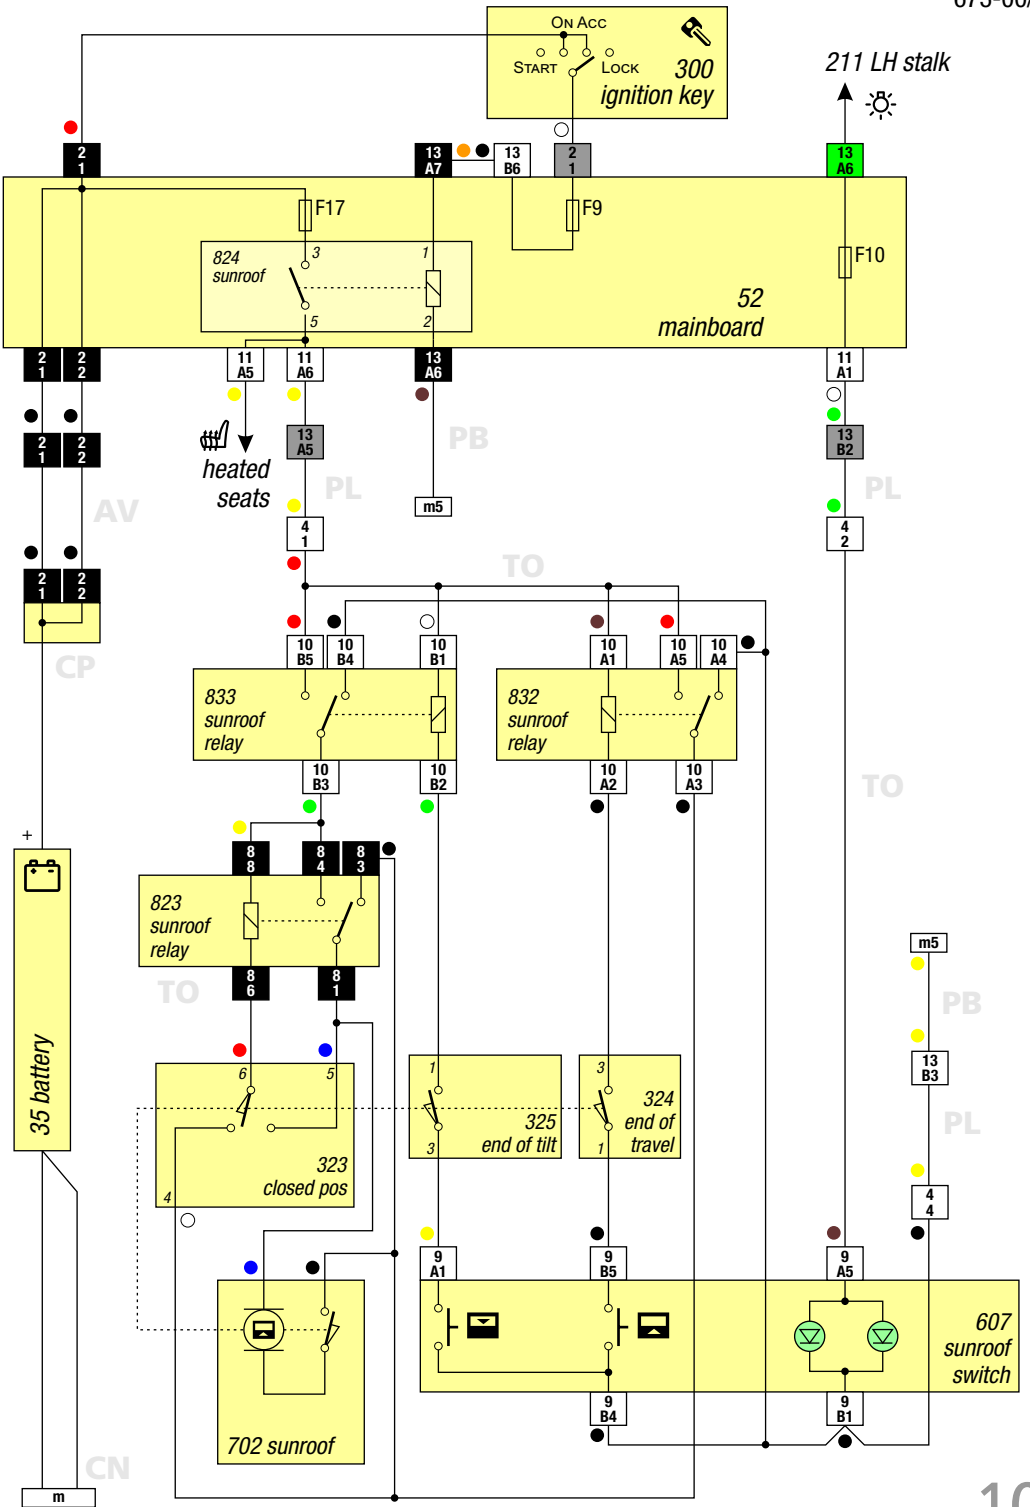 675-66/
ON ACC
START
LOCK
300
ignition key
211 LH stalk
2
1
13
A7
13
B6
2
1
13
A6
F17
F9
F10
824
sunroof
3
1
5
2
52
mainboard
2
1
2
2
11
A5
11
A6
13
A6
11
A1
2
1
2
2
13
A5
13
B2
heated
seats
PL
PB
PL
AV
m5
4
1
4
2
TO
2
1
2
2
CP
10
B5
10
B4
10
B1
10
A1
10
A5
10
A4
833
sunroof
relay
832
sunroof
relay
10
B3
10
B2
10
A2
10
A3
TO
+
8
8
8
4
8
3
823
sunroof
relay
m5
8
6
8
1
TO
PB
35 battery
6
5
1
3
13
B3
324
end of
travel
325
end of tilt
3
1
PL
323
closed pos
4
4
4
9
A1
9
B5
9
A5
607
sunroof
switch
9
B4
9
B1
702 sunroof
CN
m
10